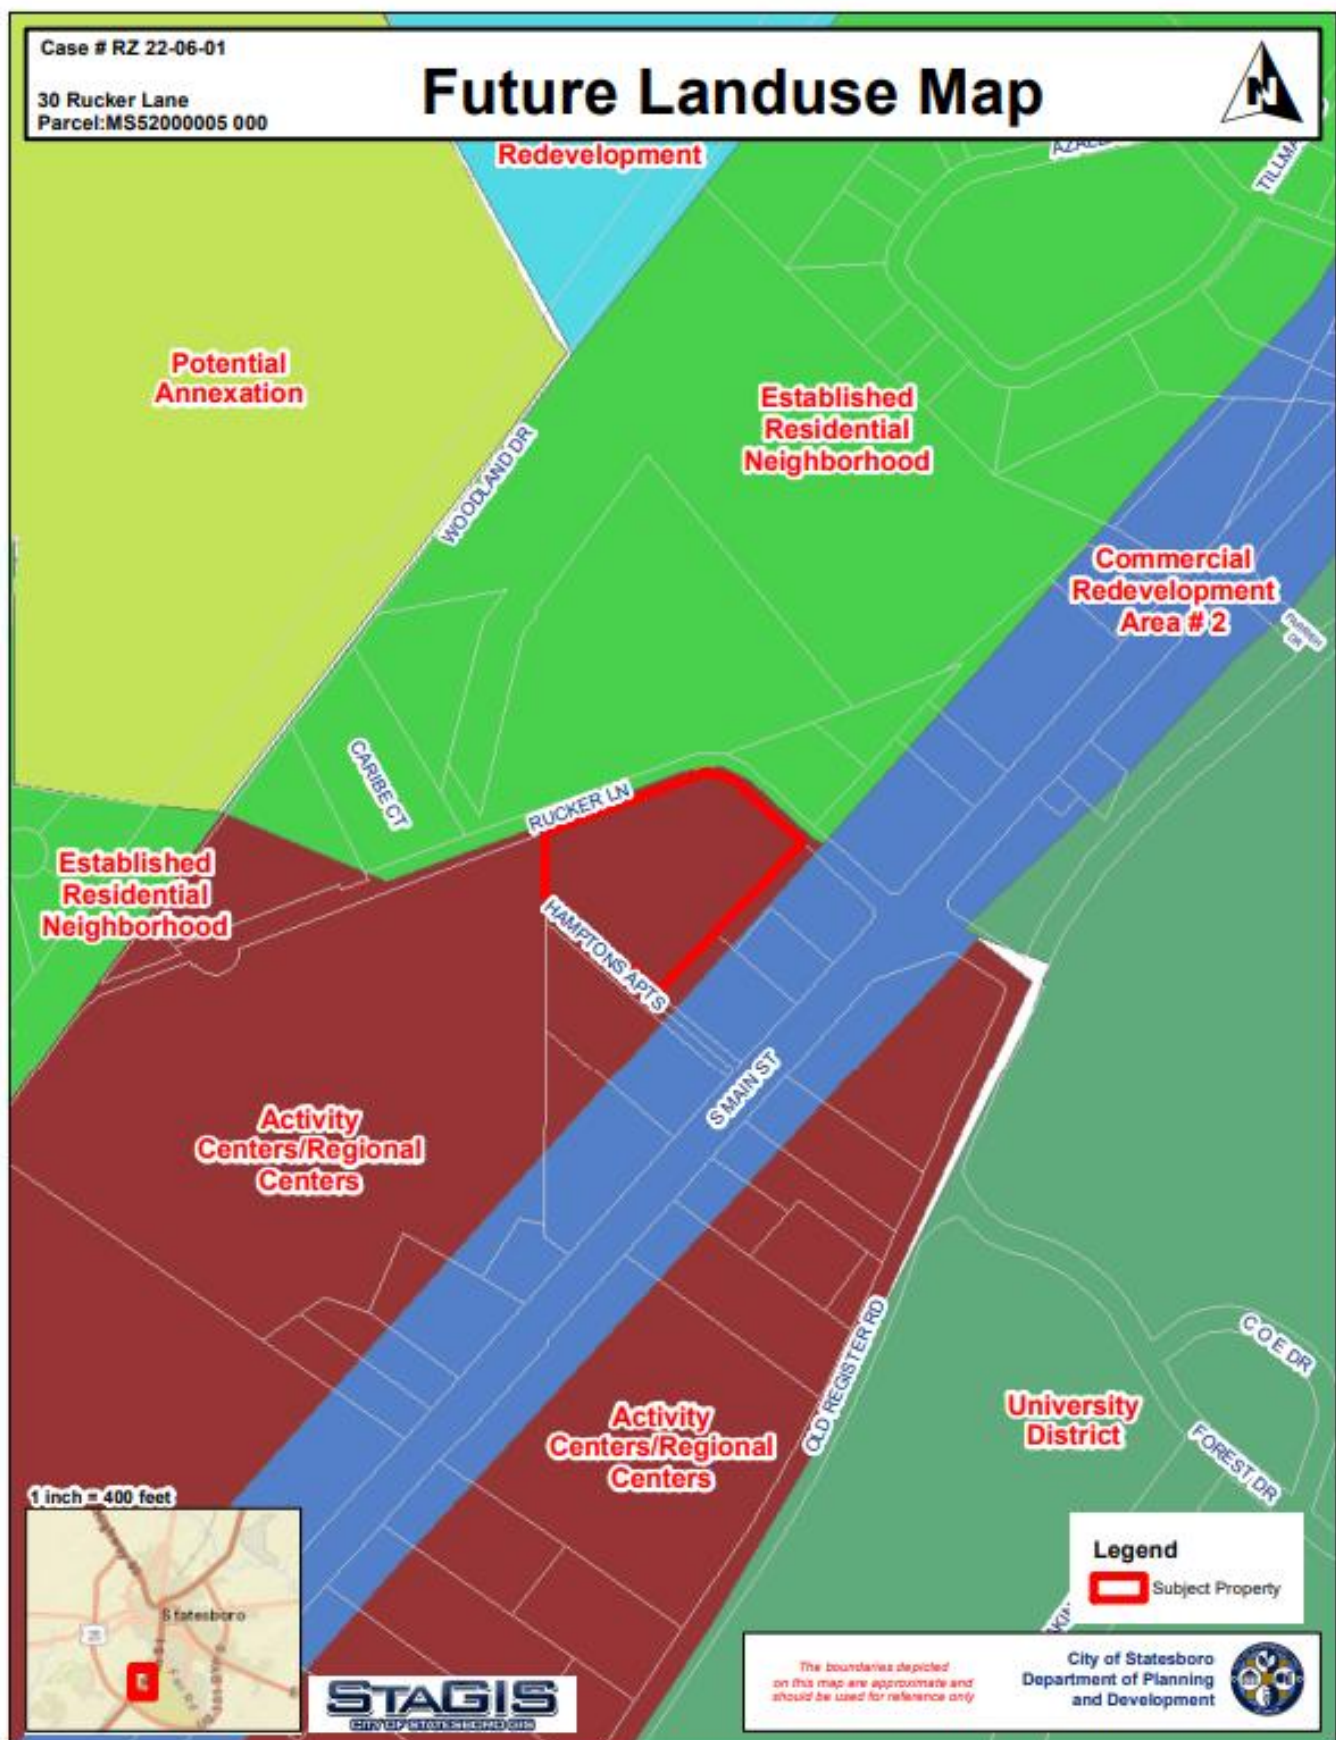 Case # RZ 22-06-01
30 Rucker Lane
Parcel:MS52000005 000
Future Landuse Map
N
Redevelopment
Potential
Annexation
WOODLAND DR
Established
Residential
Neighborhood
Commercial
Redevelopment
Area # 2
CARIBE CT
RUCKER LN
Established
Residential
Neighborhood
HAMPTONS APTS
S MAIN ST
Activity
Centers/Regional
Centers
OLD REGISTER RD
C O E DR
Activity
Centers/Regional
Centers
University
District
FOREST DR
1 inch = 400 feet
Statesboro
Legend
Subject Property
The boundaries depicted
on this map are approximate and
should be used for reference only
City of Statesboro
Department of Planning
and Development
STAGIS
CITY OF STATESBORO GIS